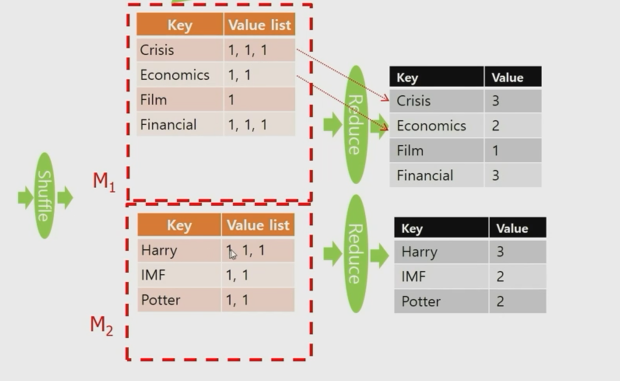 Key Value list
Crisis 1, 1, 1
Economics 1, 1
Film 1
Financial 1, 1, 1
Reduce
Key Value
Crisis 3
Economics 2
Film 1
Financial 3
Shuffle
M1
Key Value list
Harry 1, 1, 1
IMF 1, 1
Potter 1, 1
M2
Reduce
Key Value
Harry 3
IMF 2
Potter 2